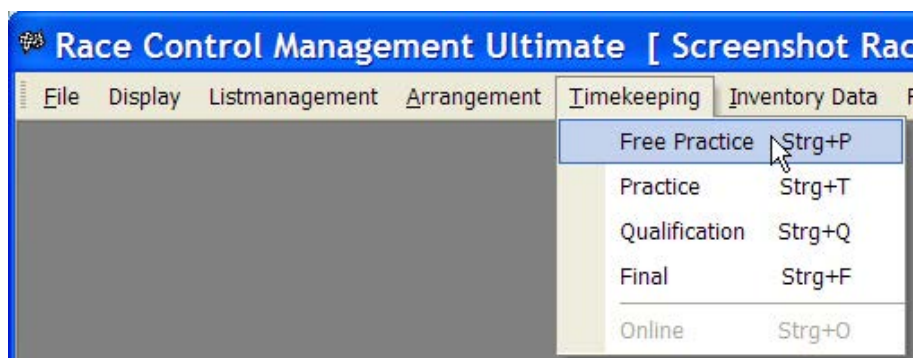 Race Control Management Ultimate [ Screenshot Rac
File Display Listmanagement Arrangement Timekeeping Inventory Data
Free Practice Strg+P
Practice Strg+T
Qualification Strg+Q
Final Strg+F
Online Strg+O